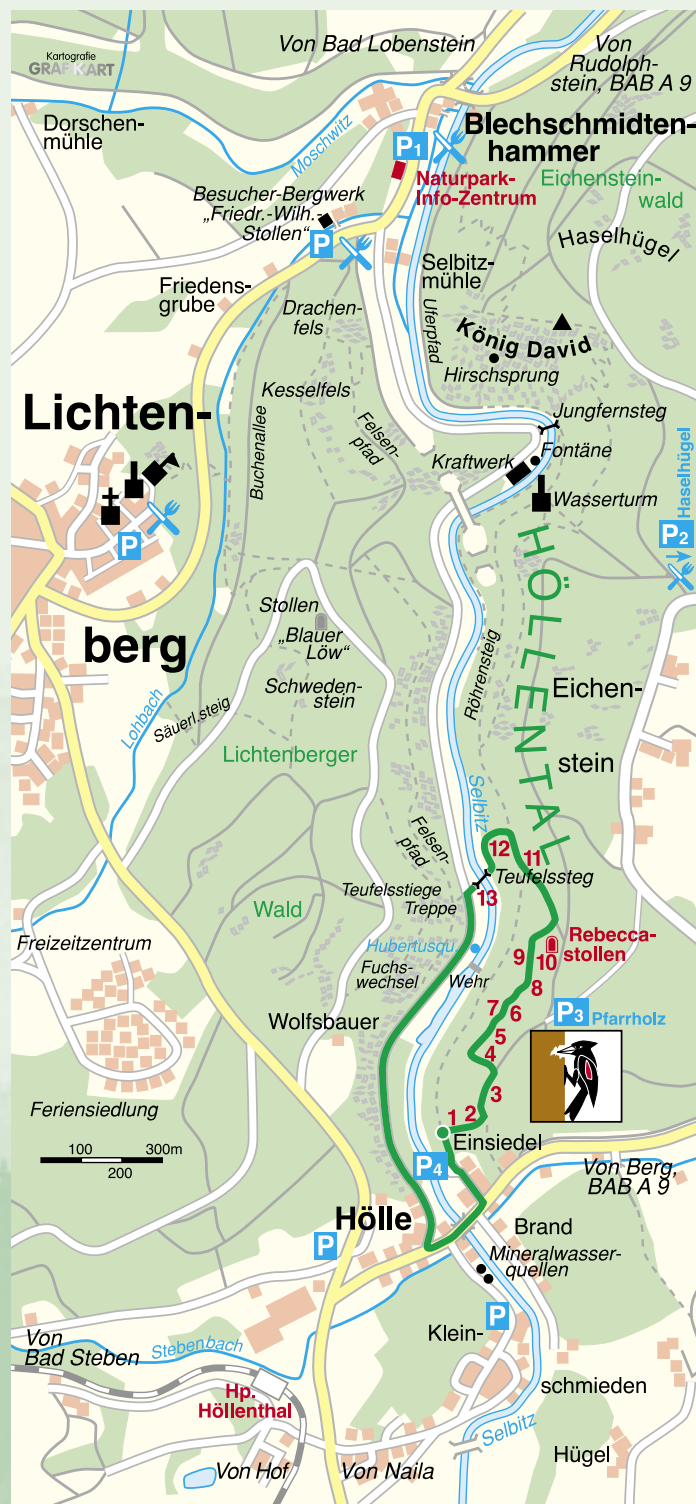 Kartografie
GRAFIKART
Von Bad Lobenstein
Von
Rudolph-
stein, BAB A 9
Dorschen-
mühle
Moschwitz
P1
Blechschmidten-
hammer
Naturpark-
Info-Zentrum
Eichenstein-
wald
Besucher-Bergwerk
„Friedr.-Wilh.-
Stollen"
P
Haselhügel
Selbitz-
mühle
Friedens-
grube
Drachen-
fels
Uferpfad
König David
Hirschsprung
Kesselfels
Lichten-
Buchenallee
Felsen-
pfad
Jungfernsteg
Fontäne
Kraftwerk
Wasserturm
P
Haselhügel
P2
HÖLLENTAL
Stollen
„Blauer
Löw"
berg
Röhrensteig
Schweden-
stein
Eichen-
stein
Lohbach
Säuerl.steig
Lichtenberger
Selbitz
Felsen-
pfad
12
11
Teufelssteg
Teufelsstiege
Treppe
13
Wald
Freizeitzentrum
Hubertusqu.
Rebecca-
stollen
9
10
Fuchs-
wechsel
Wehr
8
7
6
P3 Pfarrholz
Wolfsbauer
5
4
3
Feriensiedlung
2
1
Einsiedel
100
300m
200
P4
Von Berg,
BAB A 9
Hölle
Brand
P
Mineralwasser-
quellen
P
Klein-
schmieden
Von
Bad Steben
Stebenbach
Hp.
Höllenthal
Selbitz
Hügel
Von Hof
Von Naila